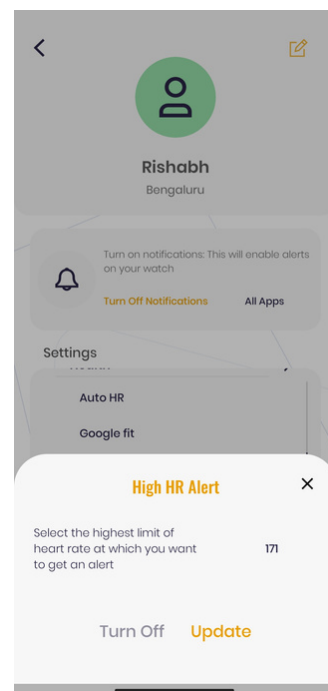 Rishabh
Bengaluru
Turn on notifications: This will enable alerts
on your watch
Turn Off Notifications All Apps
Settings
Auto HR
Google fit
High HR Alert
Select the highest limit of
heart rate at which you want
to get an alert
171
Turn Off Update